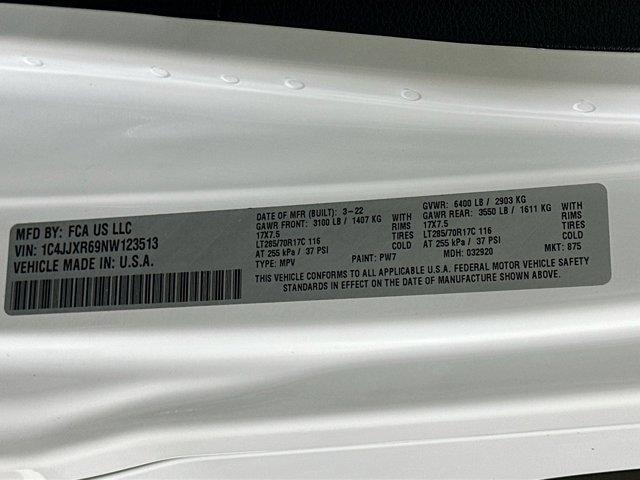 MFD BY: FCA US LLC
VIN: 1C4JJXR69NW123513
VEHICLE MADE IN: U.S.A.
DATE OF MFR (BUILT): 3-22
GAWR FRONT: 3100 LB / 1407 KG WITH
17X7.5 RIMS
LT285/70R17C 116 TIRES
AT 255 kPa / 37 PSI COLD
TYPE: MPV PAINT: PW7
GVWR: 6400 LB / 2903 KG
GAWR REAR: 3550 LB / 1611 KG WITH
17X7.5 RIMS
LT285/70R17C 116 TIRES
AT 255 kPa / 37 PSI COLD
MDH: 032920 MKT: 875
THIS VEHICLE CONFORMS TO ALL APPLICABLE U.S.A. FEDERAL MOTOR VEHICLE SAFETY
STANDARDS IN EFFECT ON THE DATE OF MANUFACTURE SHOWN ABOVE.